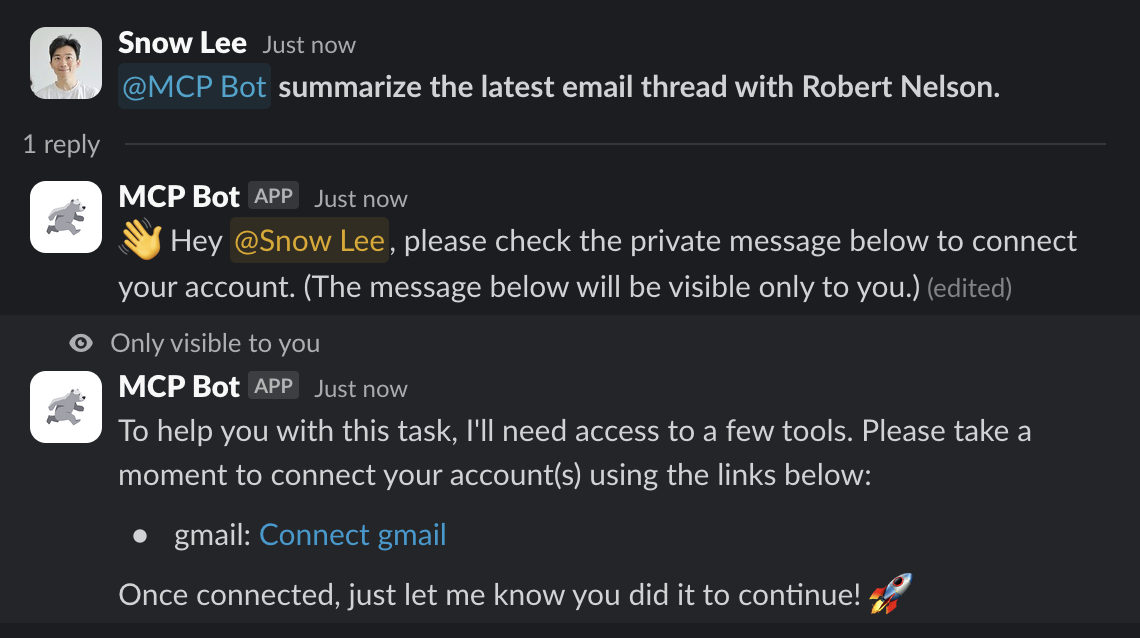 Snow Lee Just now
@MCP Bot summarize the latest email thread with Robert Nelson.
1 reply
MCP Bot APP Just now
👋 Hey @Snow Lee, please check the private message below to connect
your account. (The message below will be visible only to you.) (edited)
Only visible to you
MCP Bot APP Just now
To help you with this task, I'll need access to a few tools. Please take a
moment to connect your account(s) using the links below:
• gmail: Connect gmail
Once connected, just let me know you did it to continue! 🚀